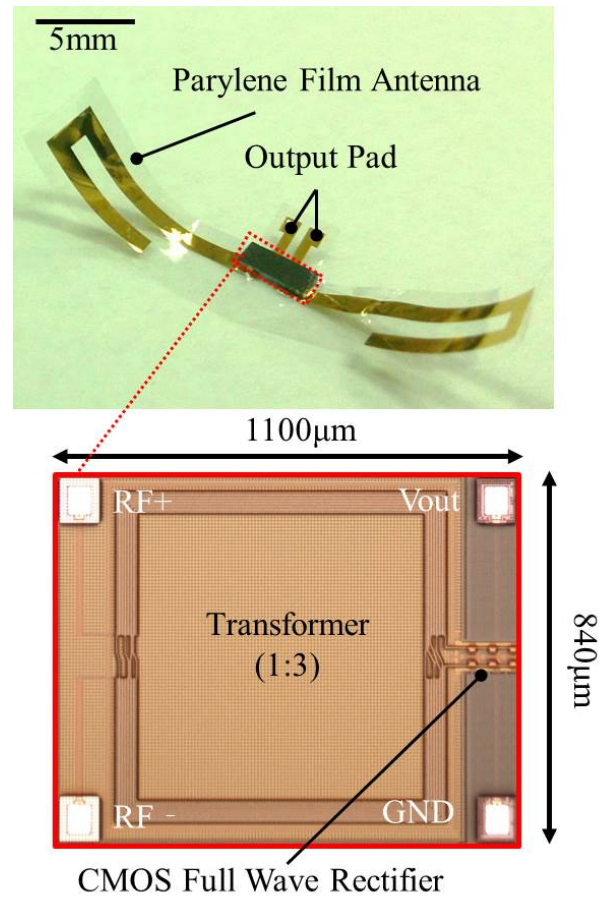 5mm
Parylene Film Antenna
Output Pad
1100μm
RF+
Vout
Transformer
(1:3)
840μm
RF -
GND
CMOS Full Wave Rectifier